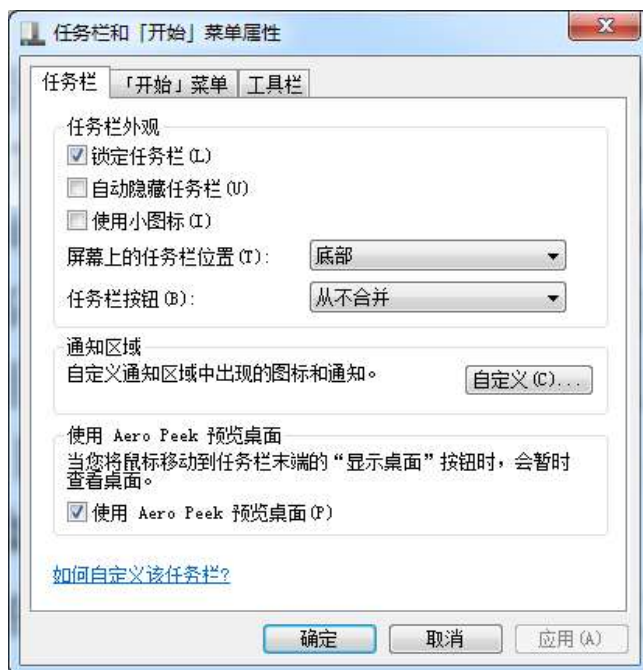 任务栏和「开始」菜单属性
任务栏 「开始」菜单 工具栏
任务栏外观
锁定任务栏(L)
自动隐藏任务栏(U)
使用小图标(I)
屏幕上的任务栏位置(T): 底部
任务栏按钮(B): 从不合并
通知区域
自定义通知区域中出现的图标和通知。
自定义(C)...
使用 Aero Peek 预览桌面
当您将鼠标移动到任务栏末端的“显示桌面”按钮时，会暂时
查看桌面。
使用 Aero Peek 预览桌面(P)
如何自定义该任务栏?
确定 取消 应用(A)